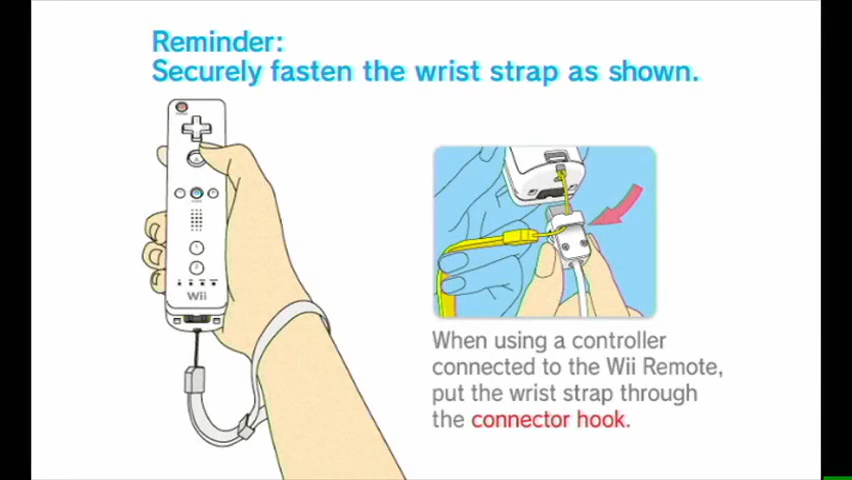 Reminder:
Securely fasten the wrist strap as shown.
Wii
When using a controller
connected to the Wii Remote,
put the wrist strap through
the connector hook.